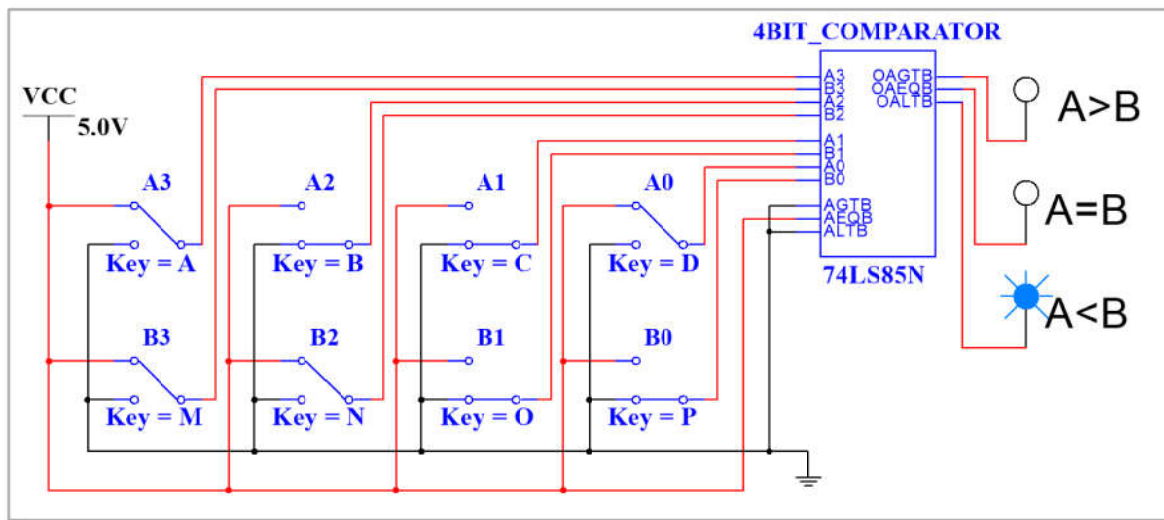 4BIT_COMPARATOR
VCC
5.0V
A3
B3
A2
B2
A1
B1
A0
B0
AGTB
AEQB
ALTB
OAGTB
OAEQB
OALTB
74LS85N
A>B
A=B
A<B
A3
A2
A1
A0
Key = A
Key = B
Key = C
Key = D
B3
B2
B1
B0
Key = M
Key = N
Key = O
Key = P